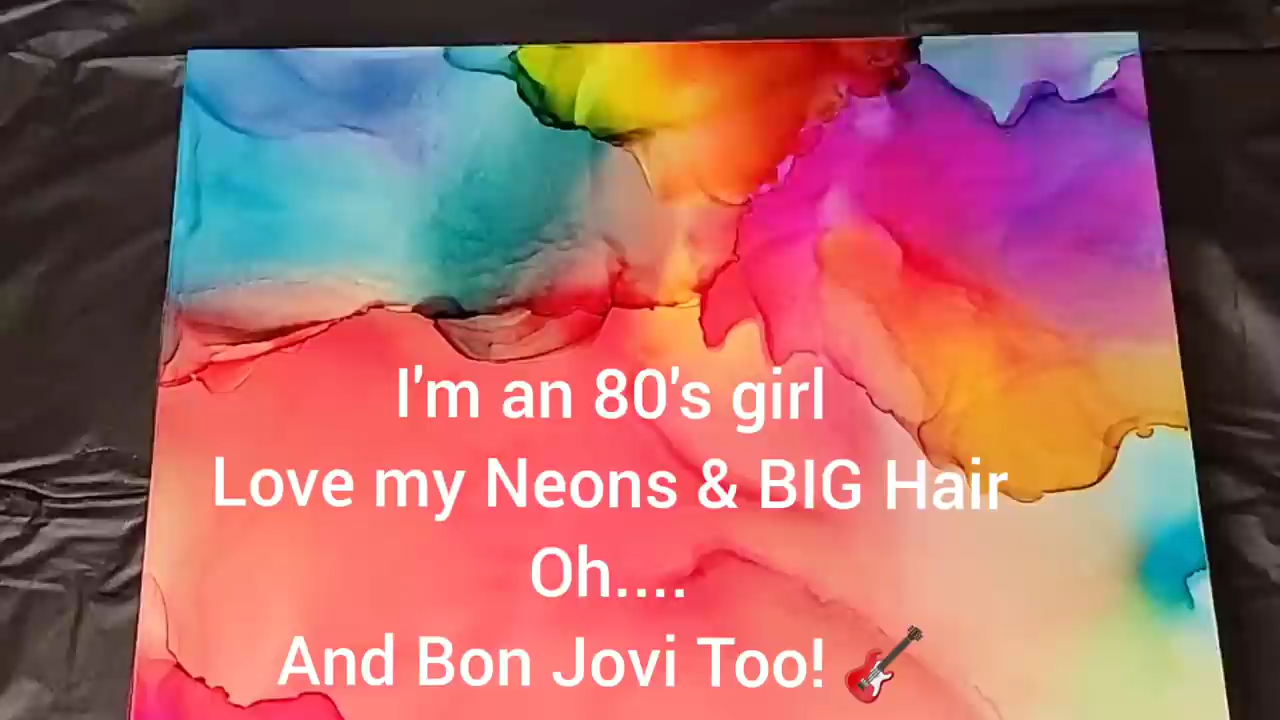 I'm an 80's girl
Love my Neons & BIG Hair
Oh....
And Bon Jovi Too! 🎸